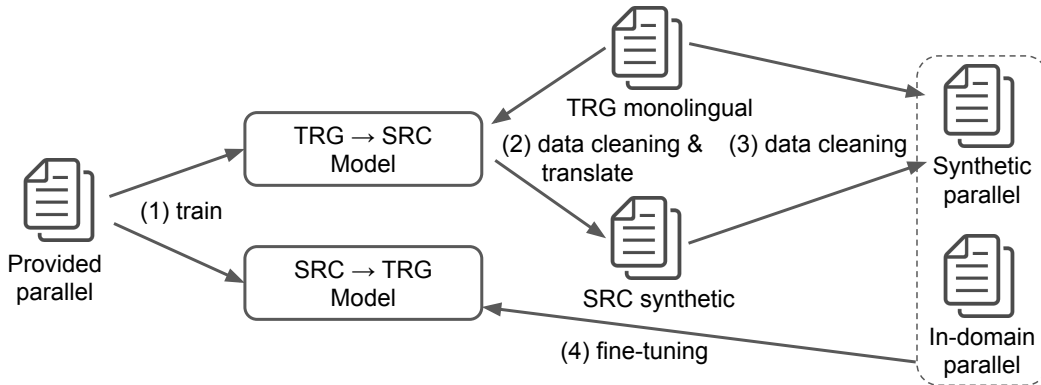 TRG monolingual
TRG → SRC
Model
(2) data cleaning &
translate
(3) data cleaning
Synthetic
parallel
(1) train
Provided
parallel
SRC → TRG
Model
SRC synthetic
In-domain
parallel
(4) fine-tuning